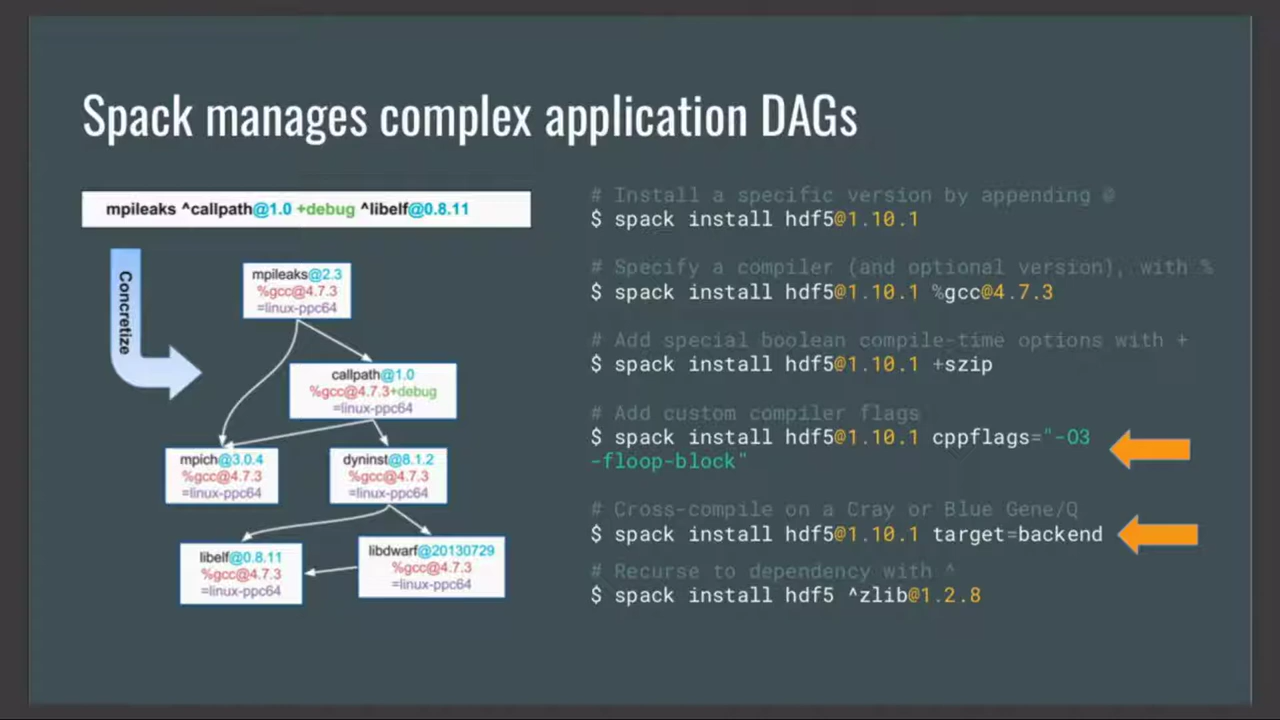 Spack manages complex application DAGs
mpileaks ^callpath@1.0 +debug ^libelf@0.8.11
Concretize
mpileaks@2.3
%gcc@4.7.3
=linux-ppc64
callpath@1.0
%gcc@4.7.3+debug
=linux-ppc64
mpich@3.0.4
%gcc@4.7.3
=linux-ppc64
dyninst@8.1.2
%gcc@4.7.3
=linux-ppc64
libelf@0.8.11
%gcc@4.7.3
=linux-ppc64
libdwarf@20130729
%gcc@4.7.3
=linux-ppc64
# Install a specific version by appending @
$ spack install hdf5@1.10.1
# Specify a compiler (and optional version), with %
$ spack install hdf5@1.10.1 %gcc@4.7.3
# Add special boolean compile-time options with +
$ spack install hdf5@1.10.1 +szip
# Add custom compiler flags
$ spack install hdf5@1.10.1 cppflags="-O3
-floop-block"
# Cross-compile on a Cray or Blue Gene/Q
$ spack install hdf5@1.10.1 target=backend
# Recurse to dependency with ^
$ spack install hdf5 ^zlib@1.2.8